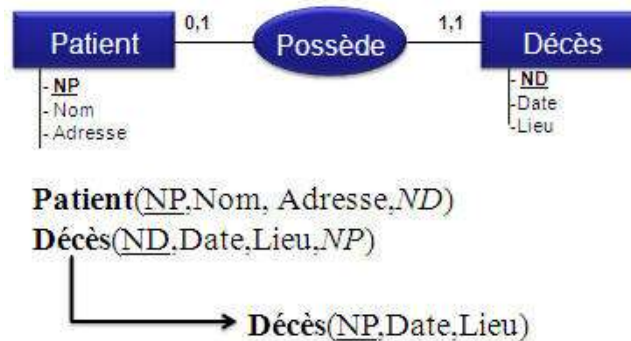 Patient
0,1
Possède
1,1
Décès
- NP
- Nom
- Adresse
- ND
-Date
-Lieu
Patient(NP,Nom, Adresse,ND)
Décès(ND,Date,Lieu,NP)
Décès(NP,Date,Lieu)